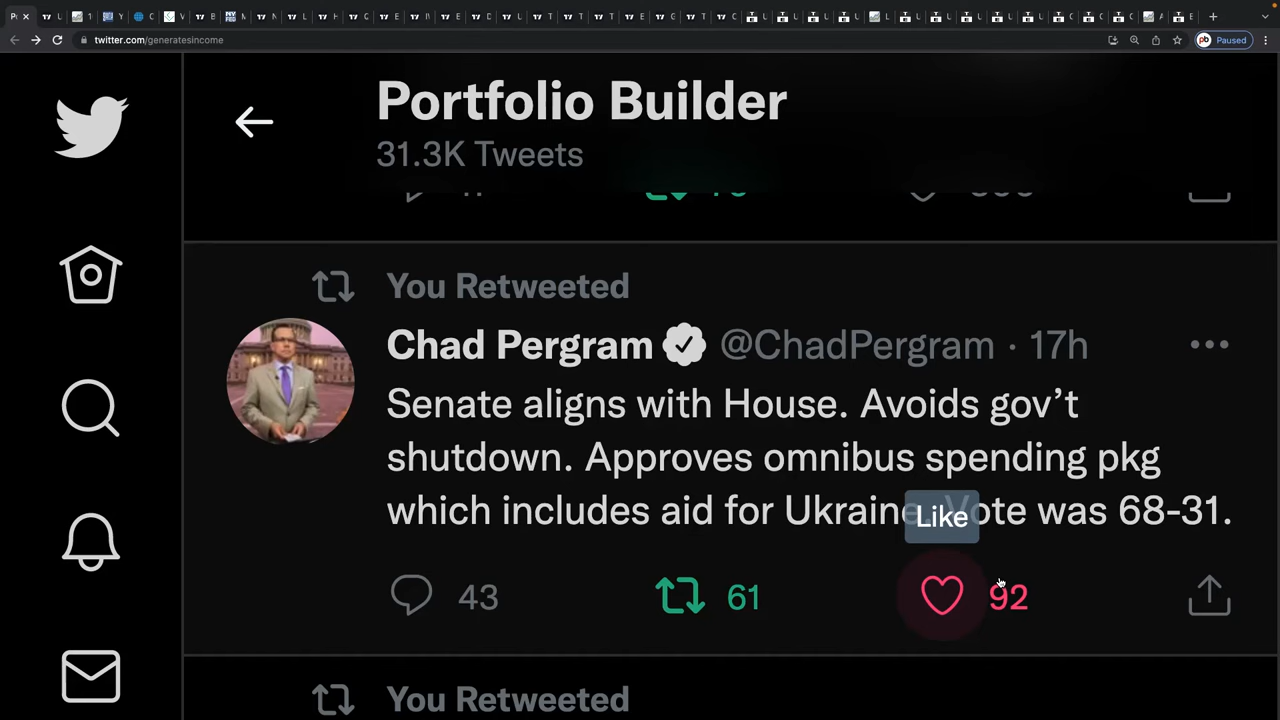 twitter.com/generatesincome
Paused
Portfolio Builder
31.3K Tweets
You Retweeted
Chad Pergram @ChadPergram · 17h
Senate aligns with House. Avoids gov’t
shutdown. Approves omnibus spending pkg
which includes aid for Ukraine. Vote was 68-31.
Like
43 61 92
You Retweeted